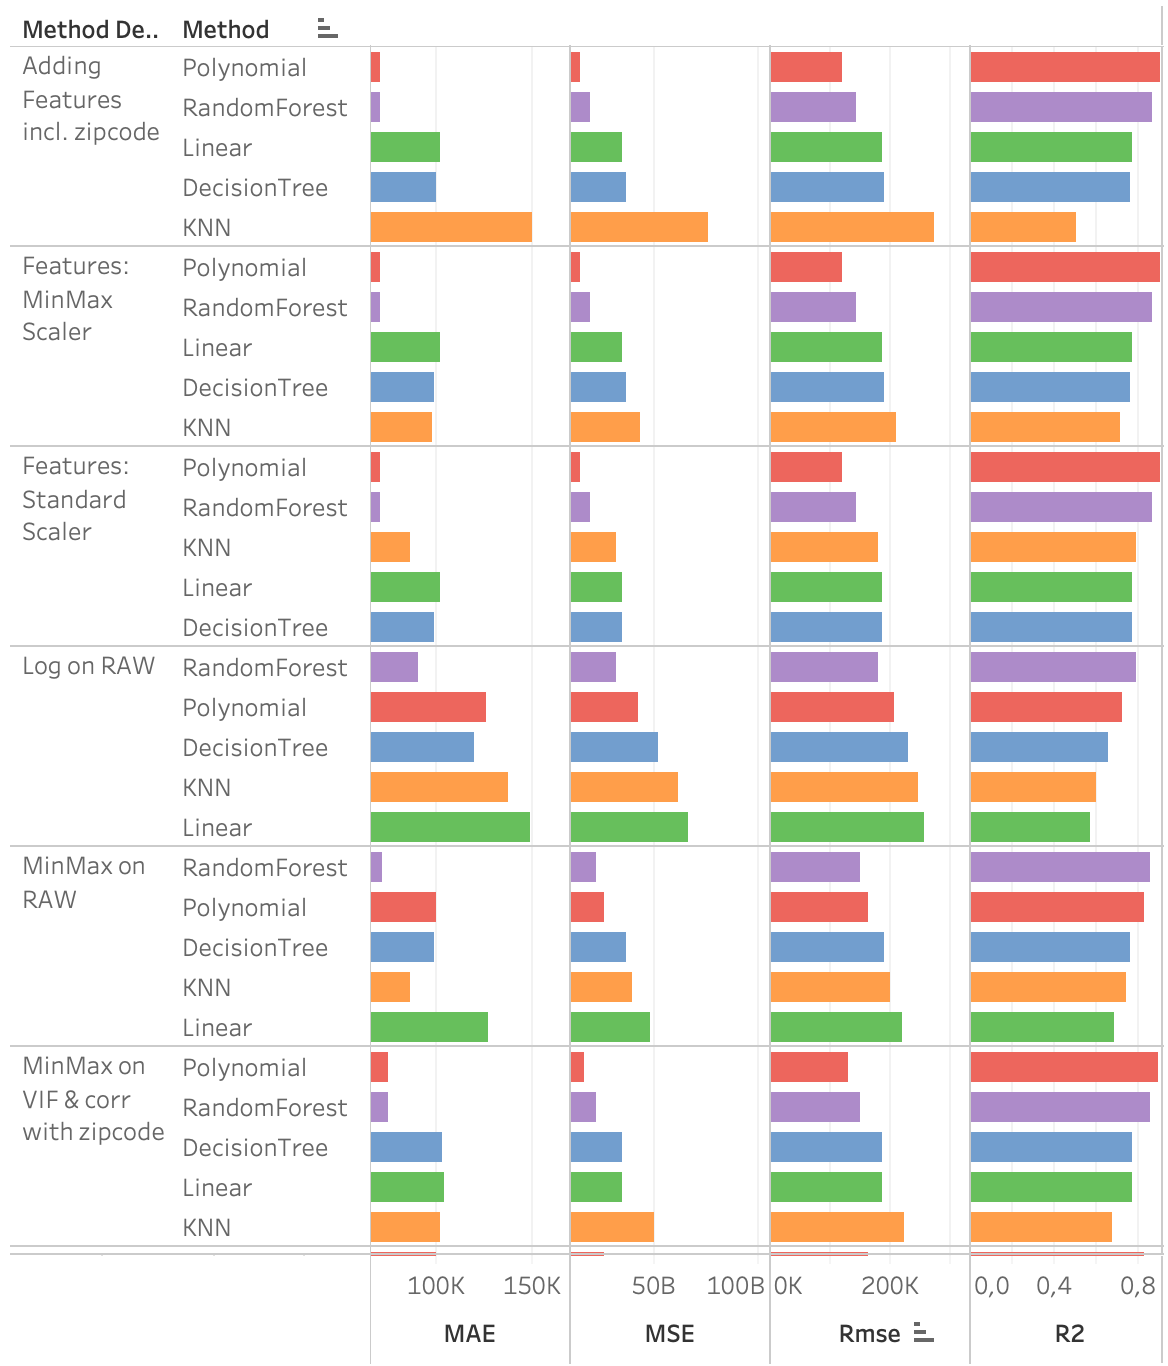 Method De.. Method
Adding Features incl. zipcode
Polynomial
RandomForest
Linear
DecisionTree
KNN
Features: MinMax Scaler
Polynomial
RandomForest
Linear
DecisionTree
KNN
Features: Standard Scaler
Polynomial
RandomForest
KNN
Linear
DecisionTree
Log on RAW
RandomForest
Polynomial
DecisionTree
KNN
Linear
MinMax on RAW
RandomForest
Polynomial
DecisionTree
KNN
Linear
MinMax on VIF & corr with zipcode
Polynomial
RandomForest
DecisionTree
Linear
KNN
100K 150K 50B 100B 0K 200K 0,0 0,4 0,8
MAE MSE Rmse R2